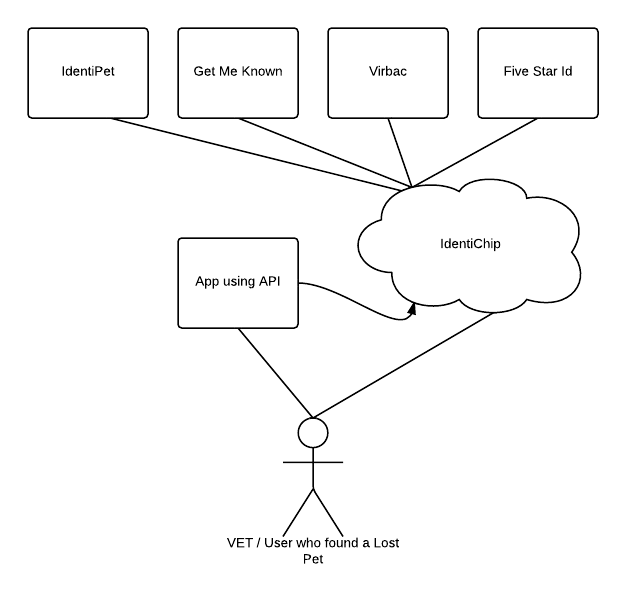 IdentiPet
Get Me Known
Virbac
Five Star Id
IdentiChip
App using API
VET / User who found a Lost
Pet